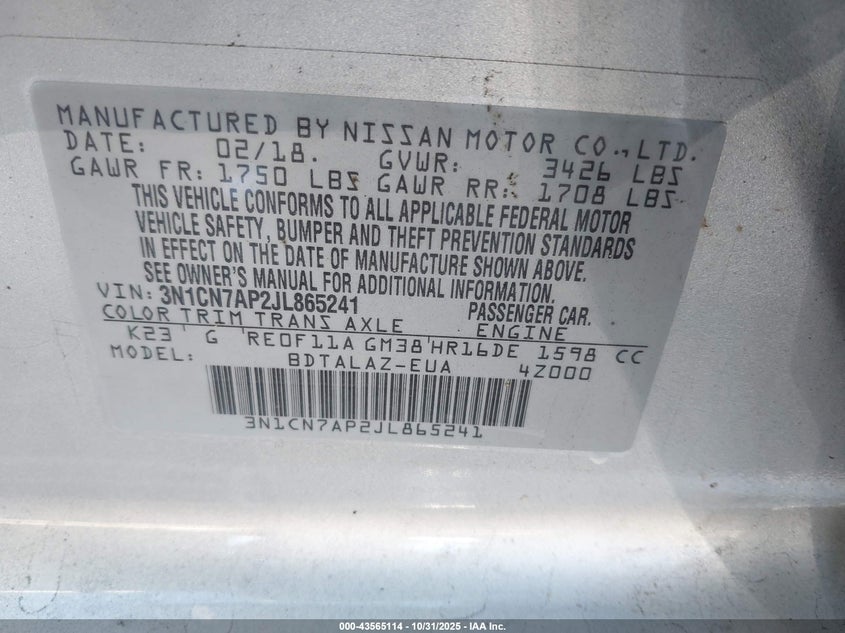 MANUFACTURED BY NISSAN MOTOR CO., LTD.
DATE: 02/18. GVWR: 3426 LBS
GAWR FR: 1750 LBS GAWR RR: 1708 LBS
THIS VEHICLE CONFORMS TO ALL APPLICABLE FEDERAL MOTOR
VEHICLE SAFETY, BUMPER AND THEFT PREVENTION STANDARDS
IN EFFECT ON THE DATE OF MANUFACTURE SHOWN ABOVE.
SEE OWNER'S MANUAL FOR ADDITIONAL INFORMATION.
VIN: 3N1CN7AP2JL865241 PASSENGER CAR.
COLOR TRIM TRANS AXLE ENGINE
K23 G RE0F11A GM38 HR16DE 1598 CC
MODEL: BDTALAZ-EUA 4Z000
3N1CN7AP2JL865241
000-43565114 - 10/31/2025 - IAA Inc.